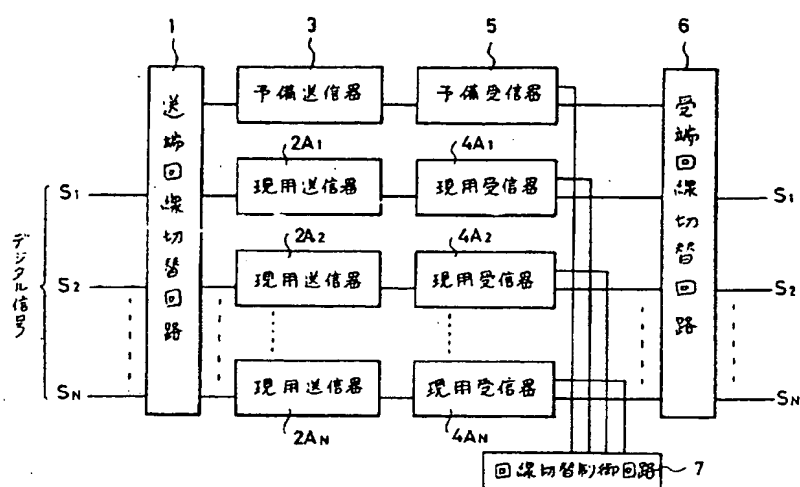 1
3
5
6
送端回線切替回路
予備送信器
予備受信器
受端回線切替回路
2A1
4A1
S1
現用送信器
現用受信器
S1
デジタル信号
2A2
4A2
S2
現用送信器
現用受信器
S2
SN
現用送信器
現用受信器
SN
2AN
4AN
回線切替制御回路
7